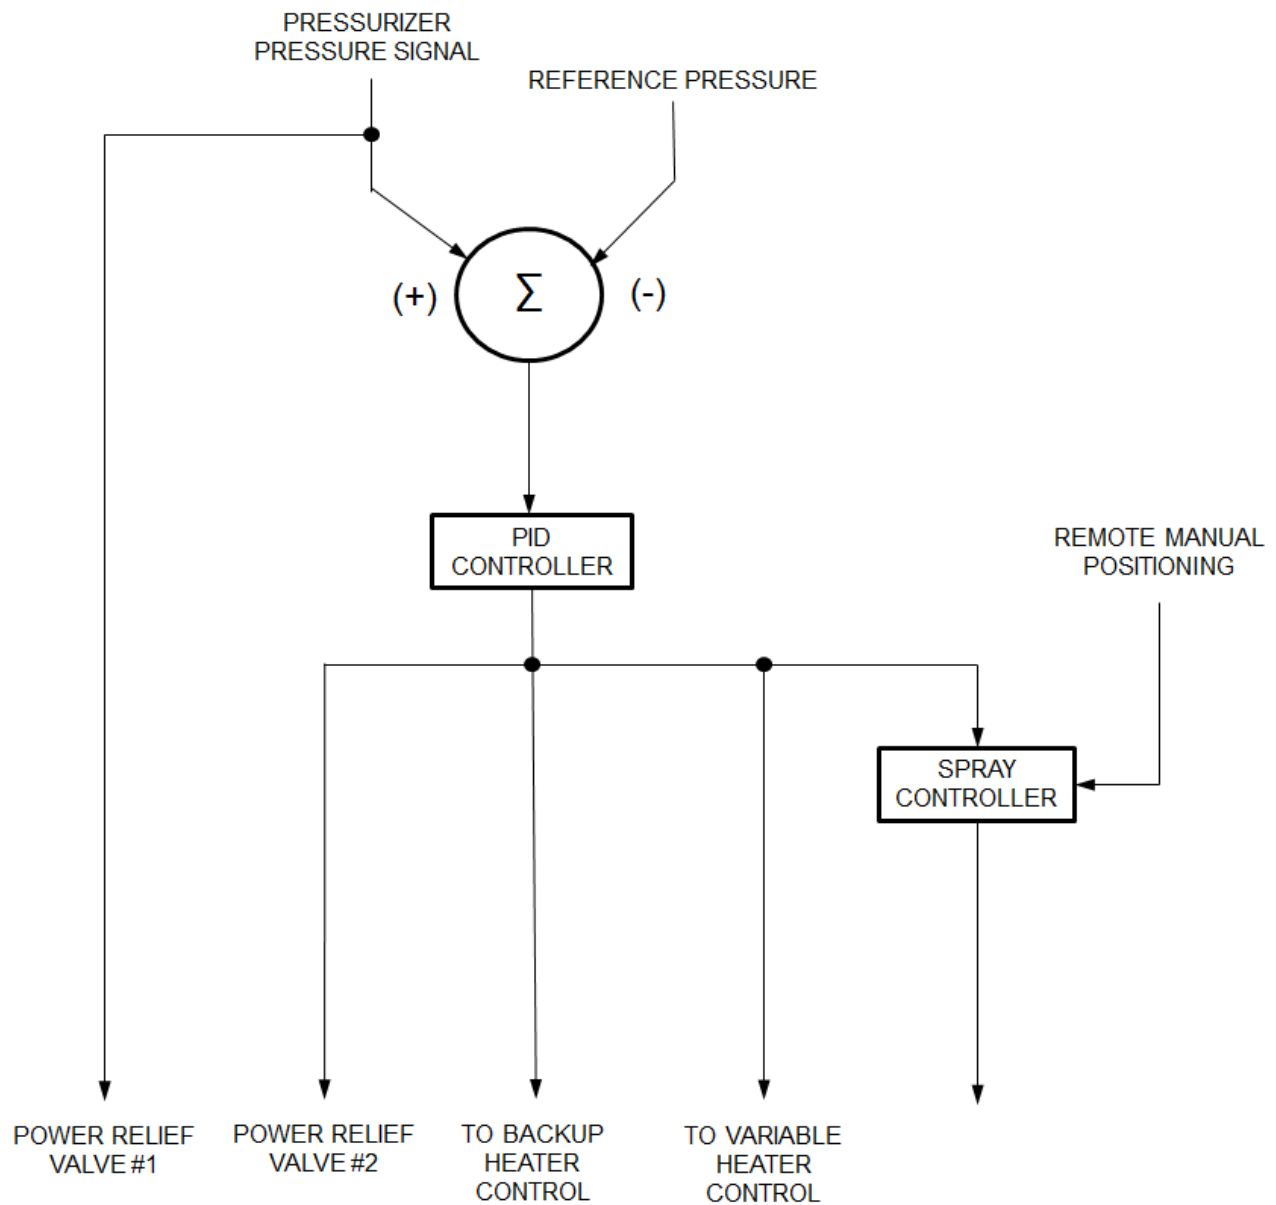 PRESSURIZER
PRESSURE SIGNAL
REFERENCE PRESSURE
(+)
Σ
(-)
PID
CONTROLLER
REMOTE MANUAL
POSITIONING
SPRAY
CONTROLLER
POWER RELIEF
VALVE #1
POWER RELIEF
VALVE #2
TO BACKUP
HEATER
CONTROL
TO VARIABLE
HEATER
CONTROL